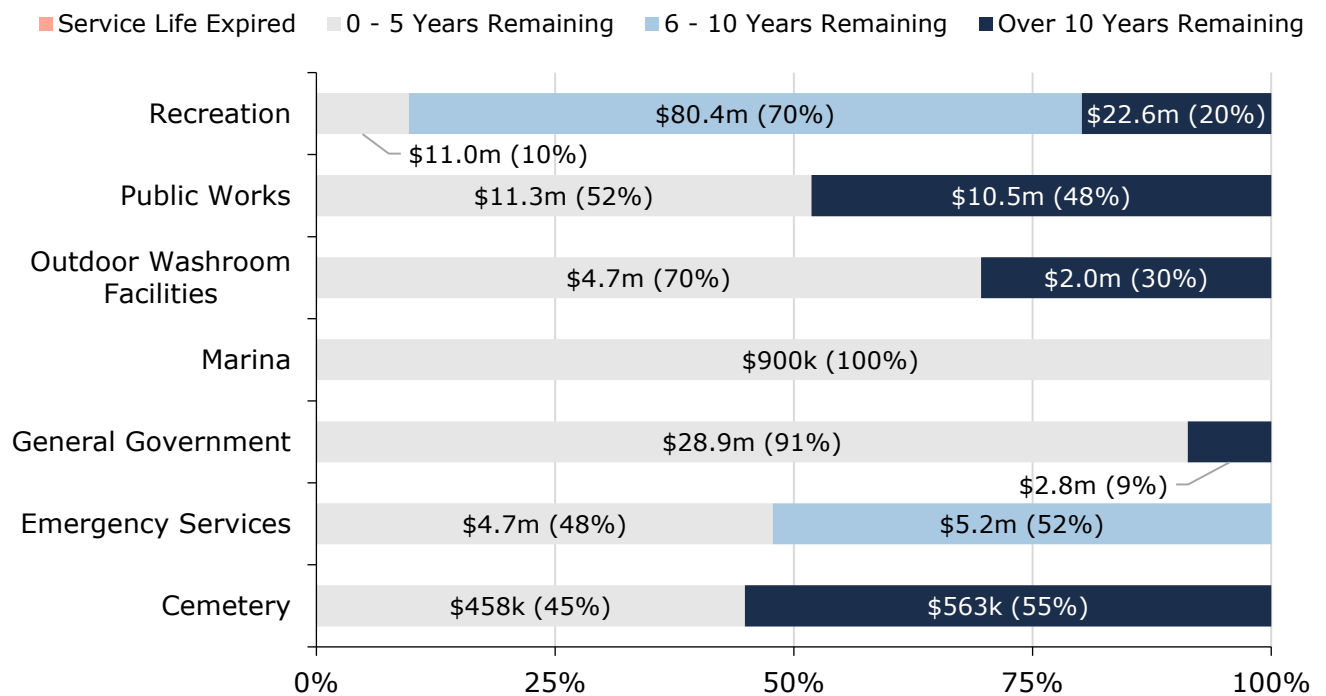 Service Life Expired 0 - 5 Years Remaining 6 - 10 Years Remaining Over 10 Years Remaining
Recreation
$80.4m (70%) $22.6m (20%)
$11.0m (10%)
Public Works $11.3m (52%) $10.5m (48%)
Outdoor Washroom
Facilities
$4.7m (70%) $2.0m (30%)
Marina $900k (100%)
General Government $28.9m (91%)
$2.8m (9%)
Emergency Services $4.7m (48%) $5.2m (52%)
Cemetery $458k (45%) $563k (55%)
0% 25% 50% 75% 100%